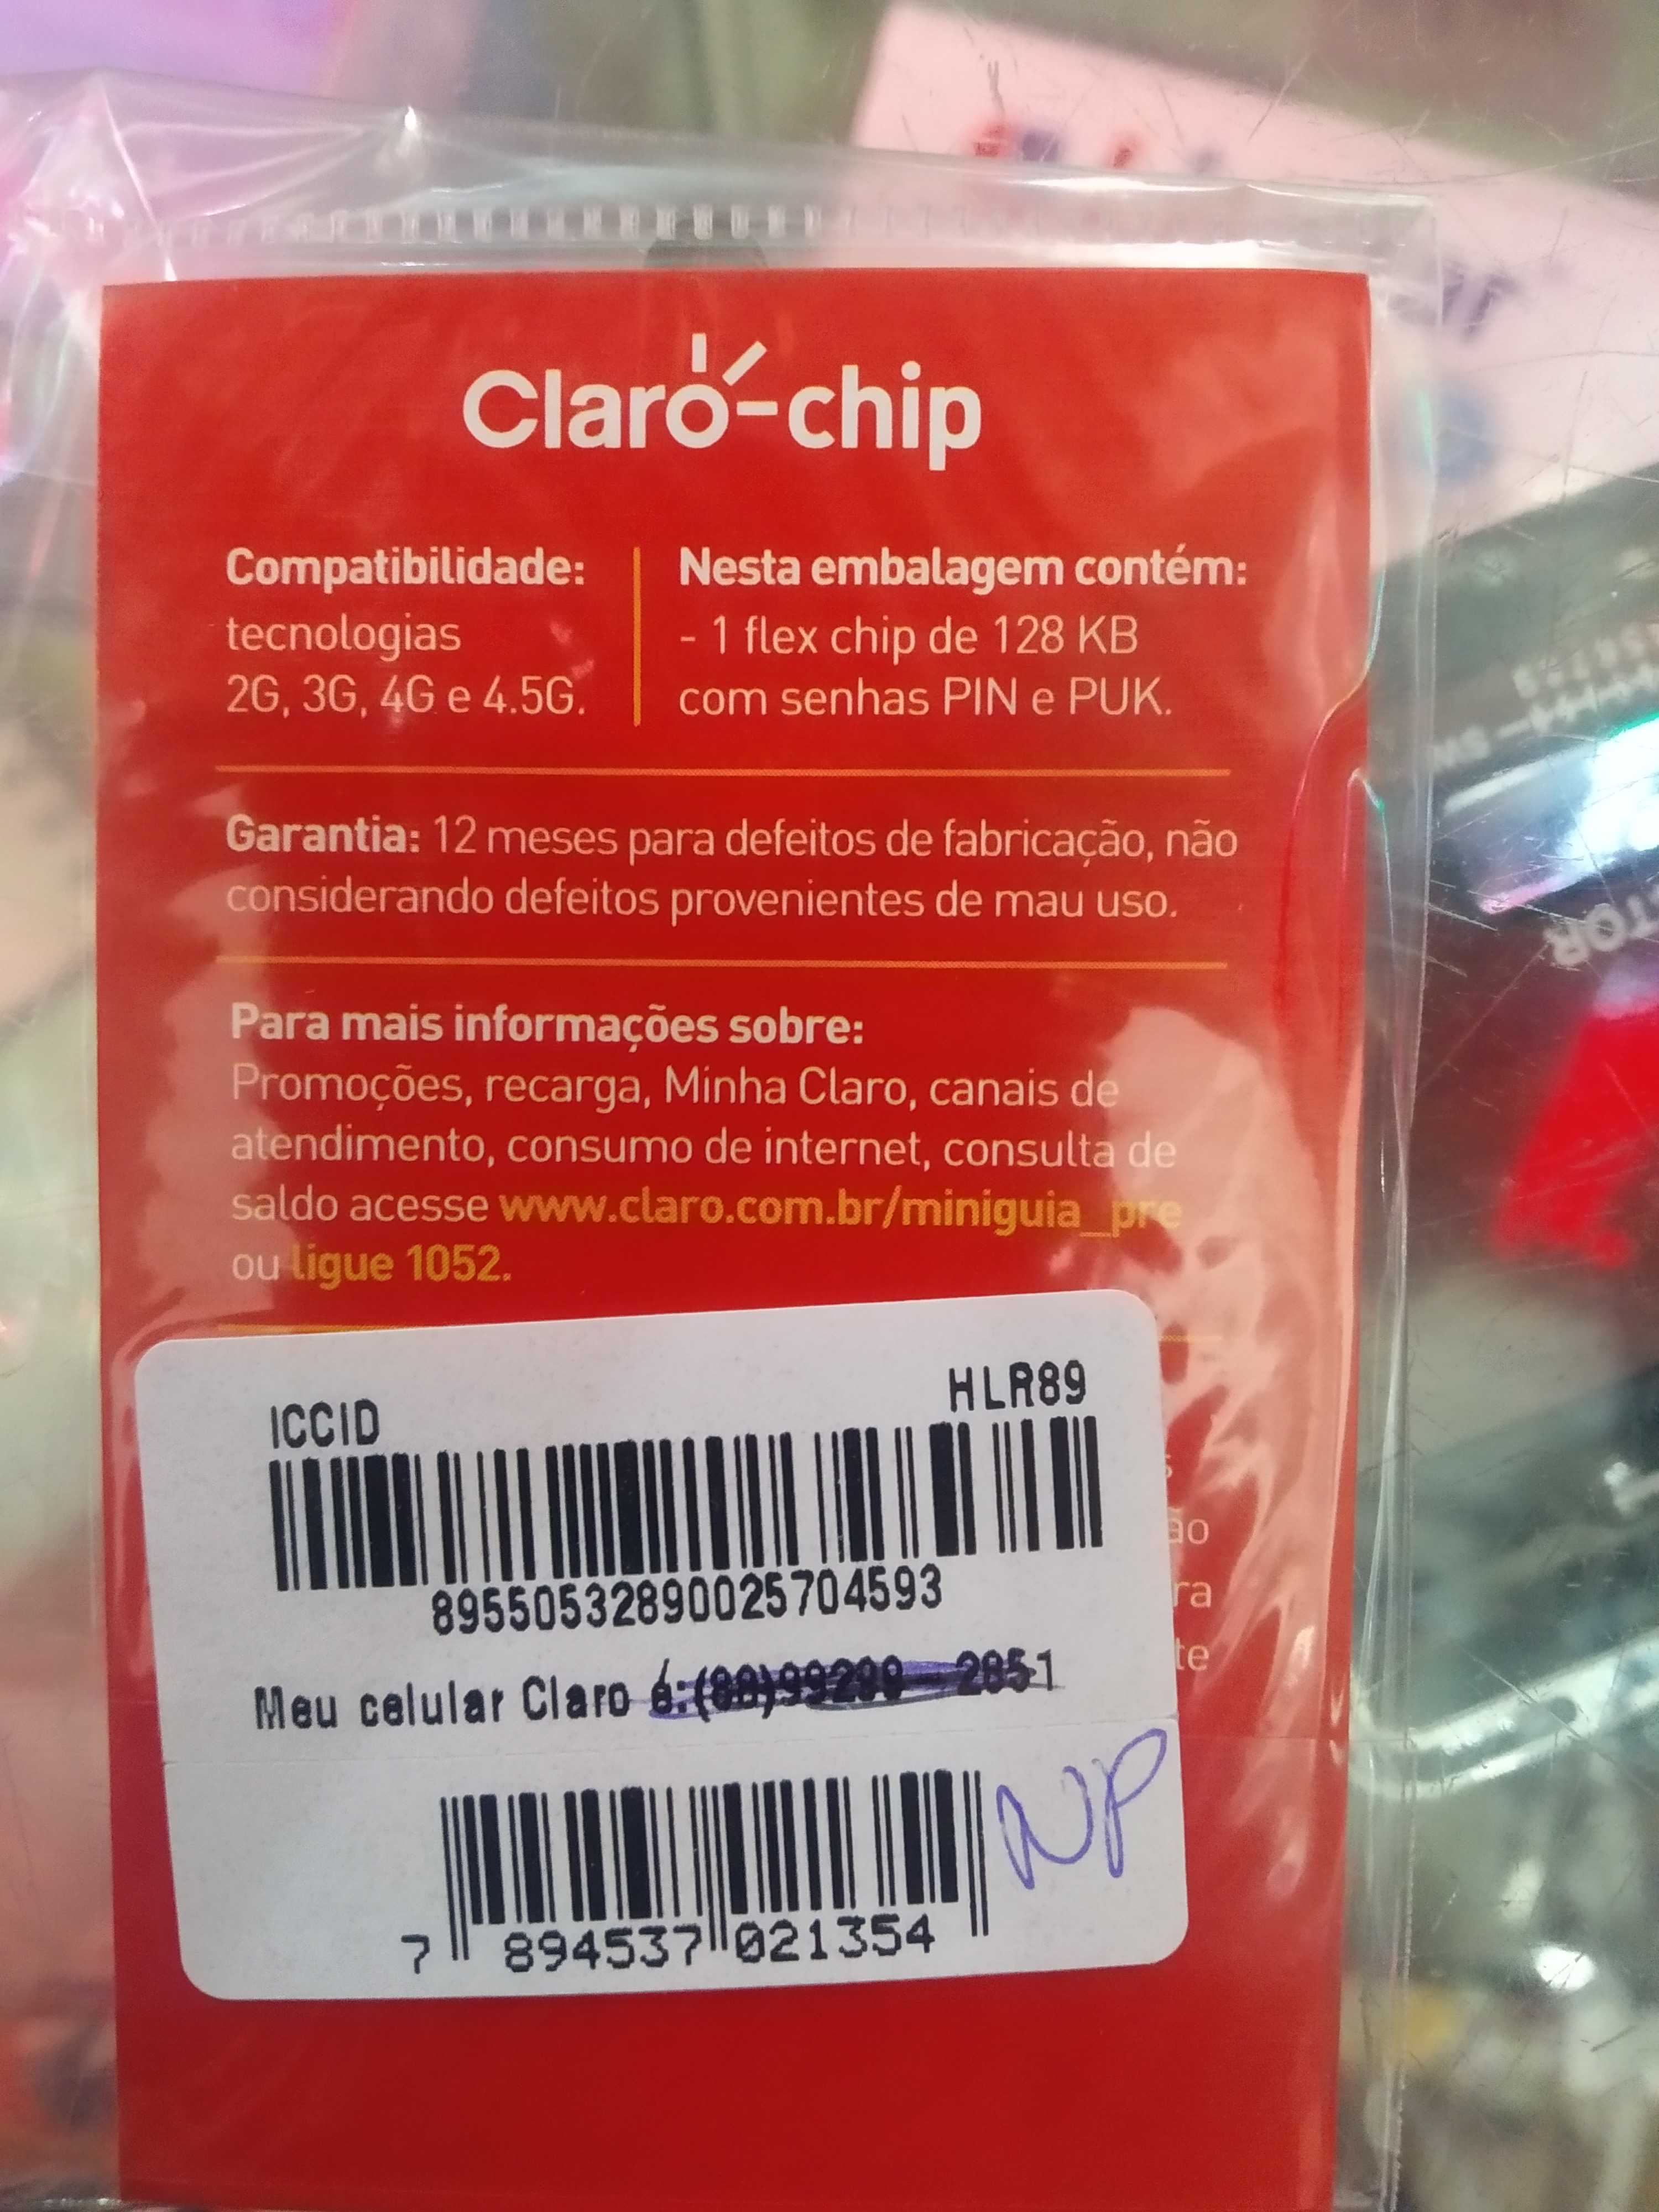 Claro-chip
Compatibilidade:
tecnologias
2G, 3G, 4G e 4.5G.
Nesta embalagem contém:
- 1 flex chip de 128 KB
com senhas PIN e PUK.
Garantia: 12 meses para defeitos de fabricação, não
considerando defeitos provenientes de mau uso.
Para mais informações sobre:
Promoções, recarga, Minha Claro, canais de
atendimento, consumo de internet, consulta de
saldo acesse www.claro.com.br/miniguia_pre
ou ligue 1052.
ICCID
HLR89
89550532890025704593
Meu celular Claro é:
NP
7 894537 021354